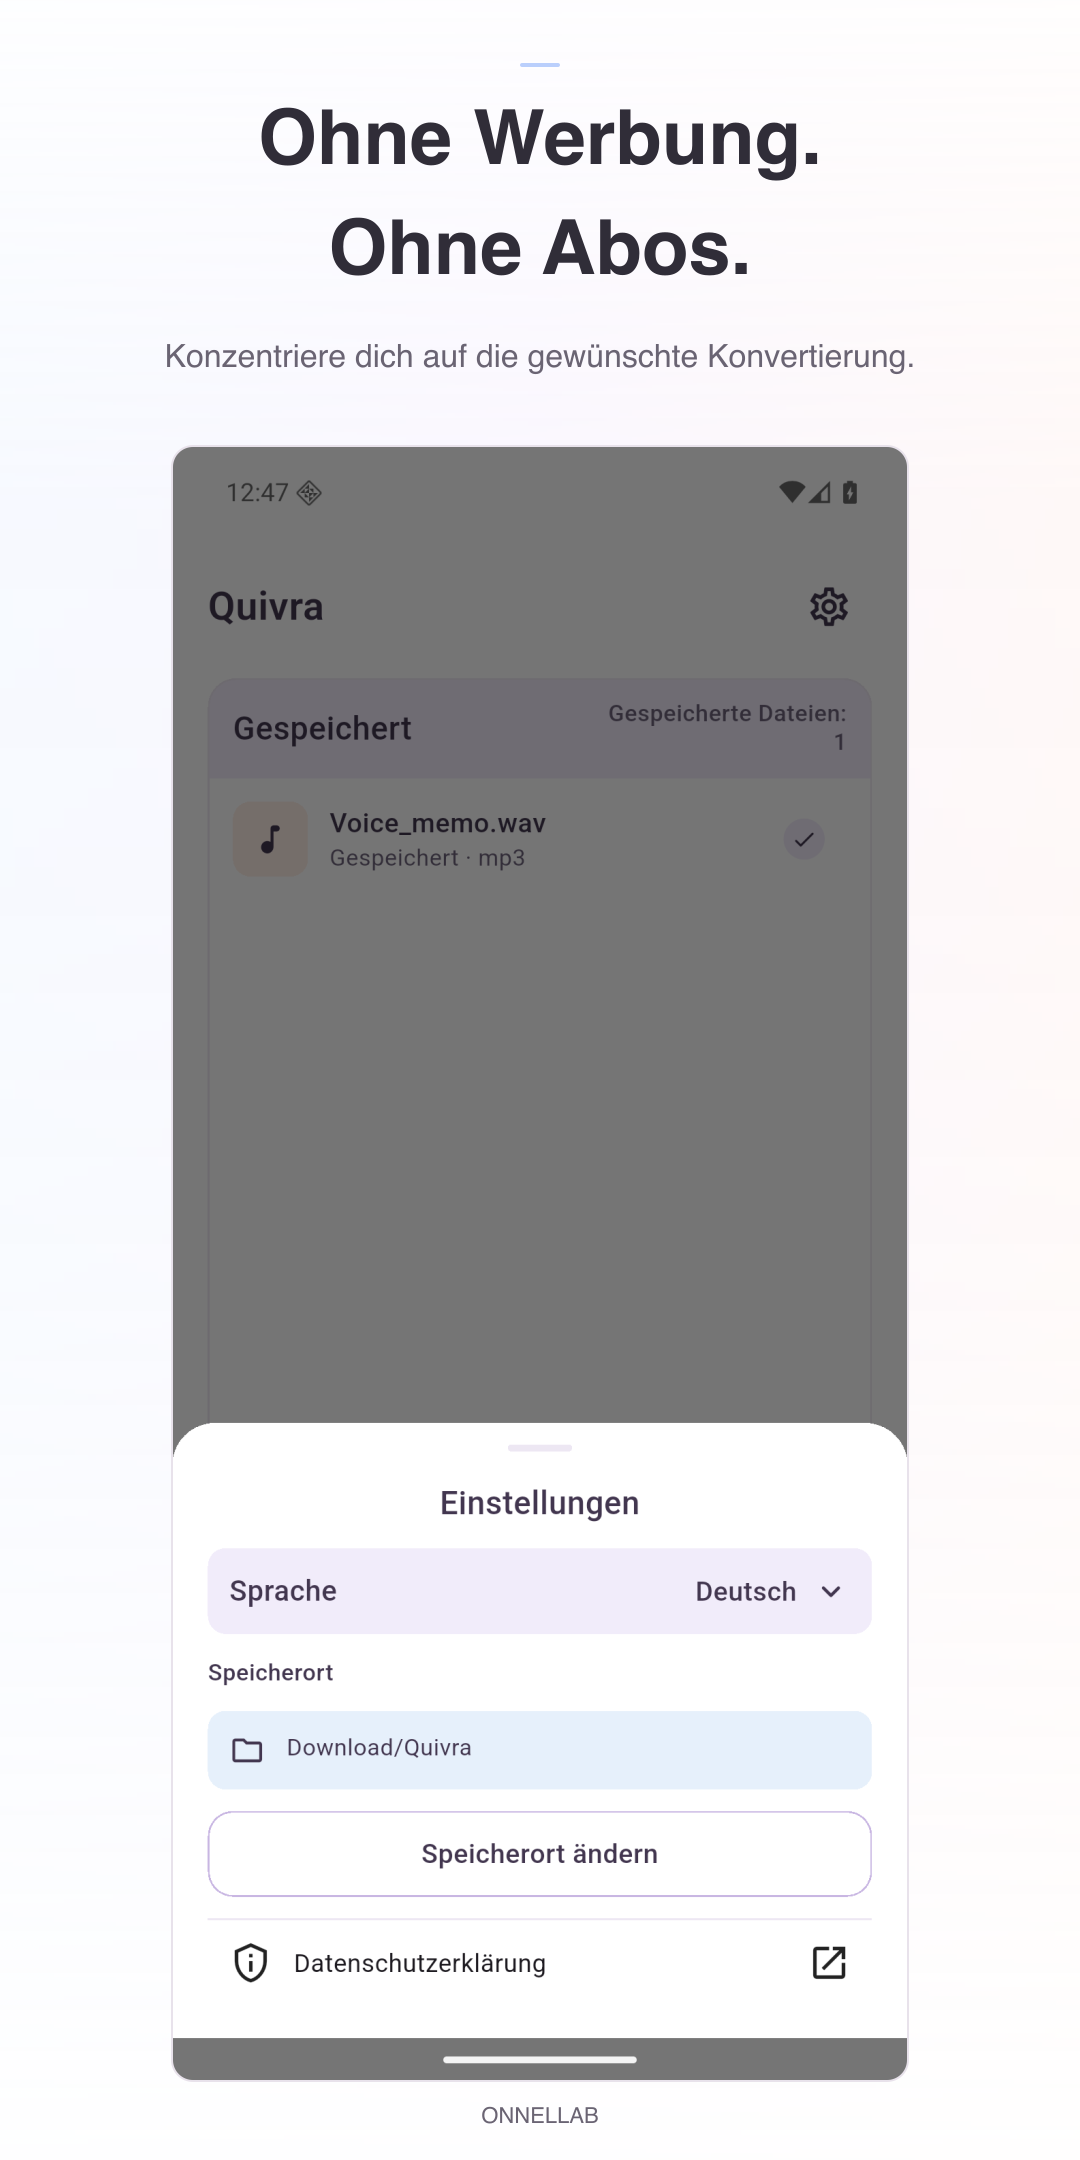 Ohne Werbung.
Ohne Abos.
Konzentriere dich auf die gewünschte Konvertierung.
12:47
Quivra
Gespeichert
Gespeicherte Dateien:
1
Voice_memo.wav
Gespeichert · mp3
Einstellungen
Sprache
Deutsch
Speicherort
Download/Quivra
Speicherort ändern
Datenschutzerklärung
ONNELLAB